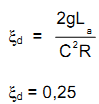 ξd = 2gLa / C²R
ξd = 0,25